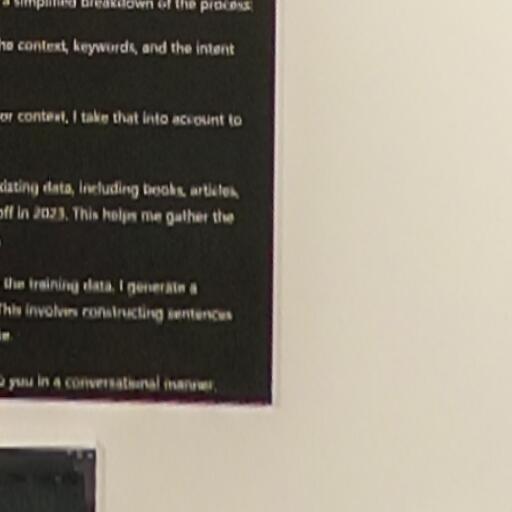 a simplified breakdown of the process:
he context, keywords, and the intent
or context, I take that into account to
xisting data, including books, articles,
off in 2023. This helps me gather the
the training data, I generate a
This involves constructing sentences
you in a conversational manner.